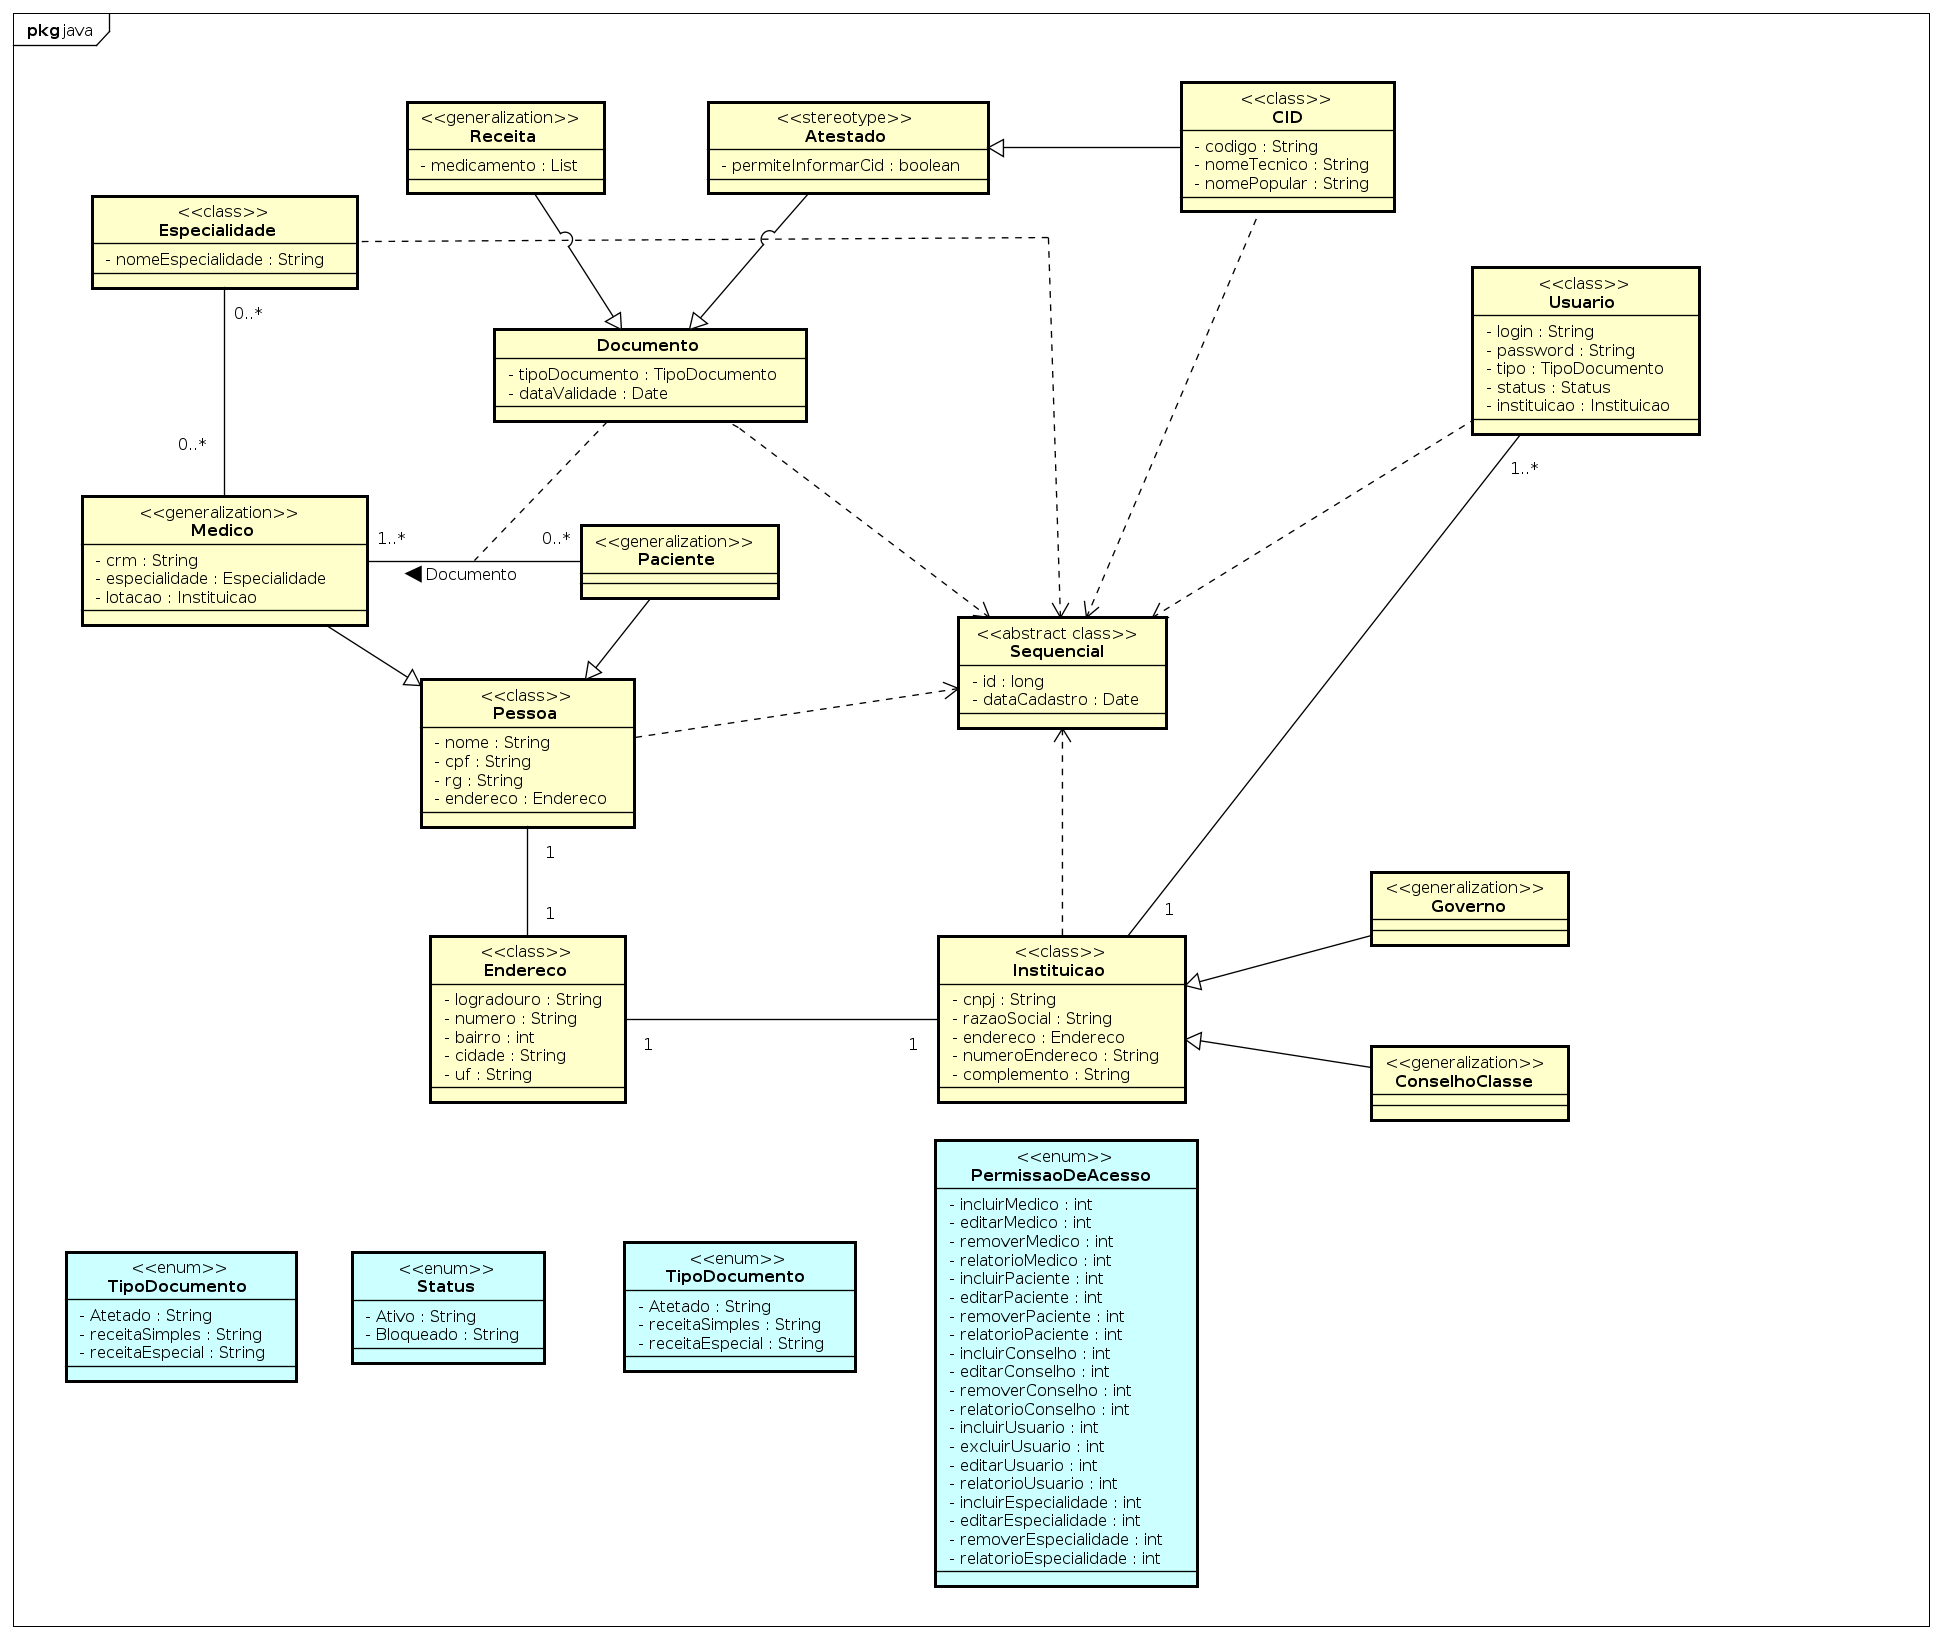 pkg java
<<generalization>>
Receita
- medicamento : List
<<stereotype>>
Atestado
- permiteInformarCid : boolean
<<class>>
CID
- codigo : String
- nomeTecnico : String
- nomePopular : String
<<class>>
Especialidade
- nomeEspecialidade : String
0..*
0..*
Documento
- tipoDocumento : TipoDocumento
- dataValidade : Date
<<class>>
Usuario
- login : String
- password : String
- tipo : TipoDocumento
- status : Status
- instituicao : Instituicao
1..*
1
<<generalization>>
Medico
- crm : String
- especialidade : Especialidade
- lotacao : Instituicao
1..*
0..*
Documento
<<generalization>>
Paciente
<<abstract class>>
Sequencial
- id : long
- dataCadastro : Date
<<class>>
Pessoa
- nome : String
- cpf : String
- rg : String
- endereco : Endereco
1
1
<<class>>
Endereco
- logradouro : String
- numero : String
- bairro : int
- cidade : String
- uf : String
1
1
<<class>>
Instituicao
- cnpj : String
- razaoSocial : String
- endereco : Endereco
- numeroEndereco : String
- complemento : String
<<generalization>>
Governo
<<generalization>>
ConselhoClasse
<<enum>>
TipoDocumento
- Atetado : String
- receitaSimples : String
- receitaEspecial : String
<<enum>>
Status
- Ativo : String
- Bloqueado : String
<<enum>>
TipoDocumento
- Atetado : String
- receitaSimples : String
- receitaEspecial : String
<<enum>>
PermissaoDeAcesso
- incluirMedico : int
- editarMedico : int
- removerMedico : int
- relatorioMedico : int
- incluirPaciente : int
- editarPaciente : int
- removerPaciente : int
- relatorioPaciente : int
- incluirConselho : int
- editarConselho : int
- removerConselho : int
- relatorioConselho : int
- incluirUsuario : int
- excluirUsuario : int
- editarUsuario : int
- relatorioUsuario : int
- incluirEspecialidade : int
- editarEspecialidade : int
- removerEspecialidade : int
- relatorioEspecialidade : int